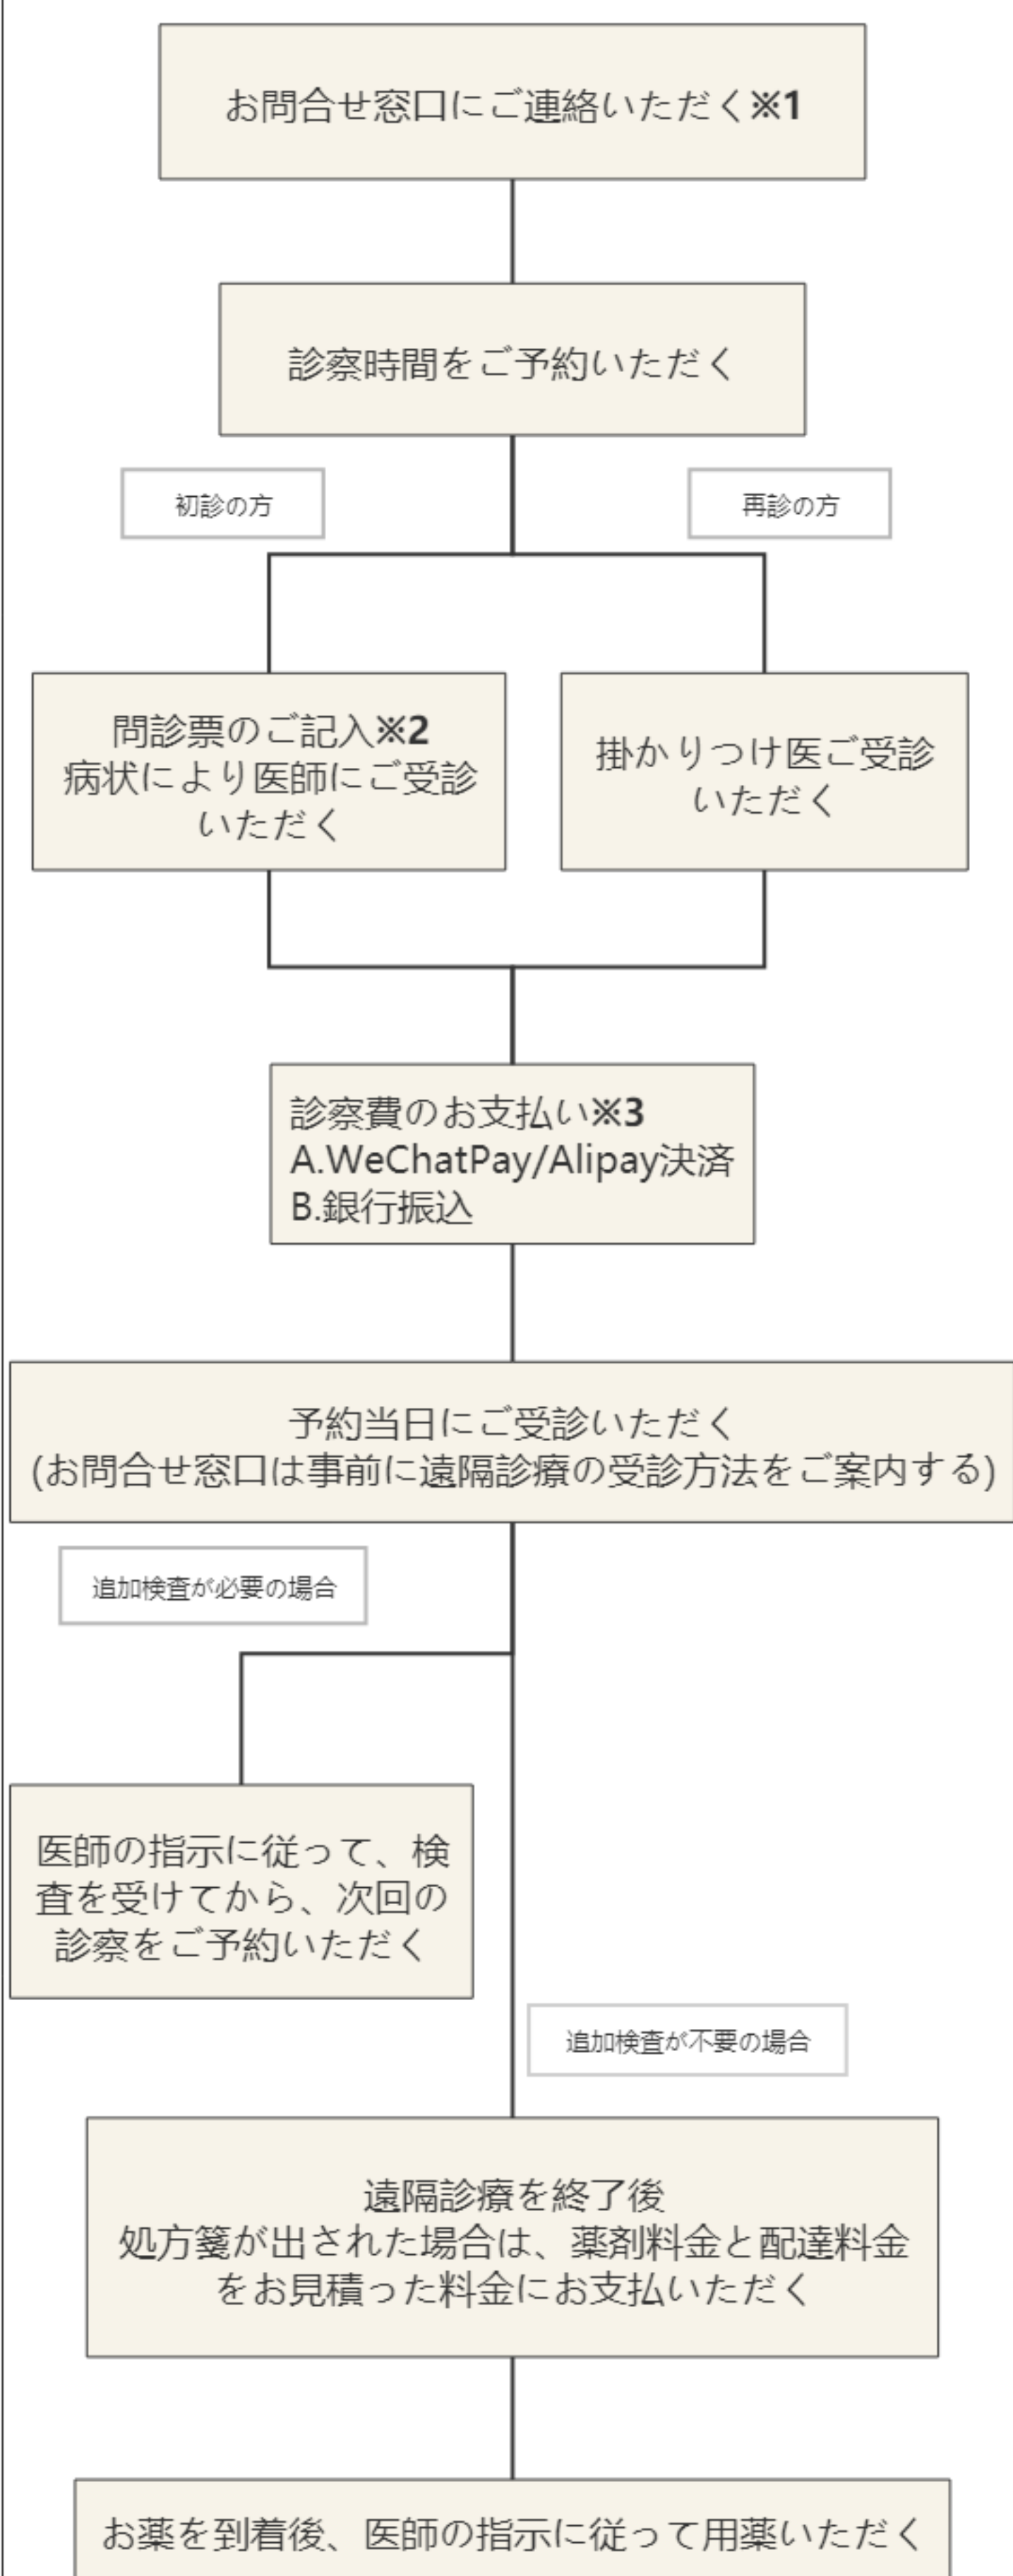 お問合せ窓口にご連絡いただく※1
診察時間をご予約いただく
初診の方
再診の方
問診票のご記入※2
病状により医師にご受診
いただく
掛かりつけ医ご受診
いただく
診察費のお支払い※3
A.WeChatPay/Alipay決済
B.銀行振込
予約当日にご受診いただく
(お問合せ窓口は事前に遠隔診療の受診方法をご案内する)
追加検査が必要の場合
医師の指示に従って、検
査を受けてから、次回の
診察をご予約いただく
追加検査が不要の場合
遠隔診療を終了後
処方箋が出された場合は、薬剤料金と配達料金
をお見積った料金にお支払いただく
お薬を到着後、医師の指示に従って用薬いただく